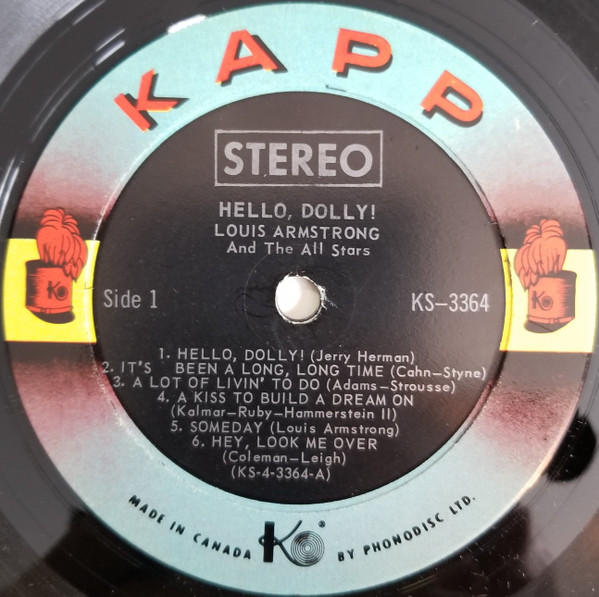 KAPP
STEREO
HELLO, DOLLY!
LOUIS ARMSTRONG
And The All Stars
Side 1
KS–3364
1. HELLO, DOLLY! (Jerry Herman)
2. IT'S BEEN A LONG, LONG TIME (Cahn–Styne)
3. A LOT OF LIVIN' TO DO (Adams–Strousse)
4. A KISS TO BUILD A DREAM ON
(Kalmar–Ruby–Hammerstein II)
5. SOMEDAY (Louis Armstrong)
6. HEY, LOOK ME OVER
(Coleman–Leigh)
(KS-4-3364-A)
MADE IN CANADA K® BY PHONODISC LTD.